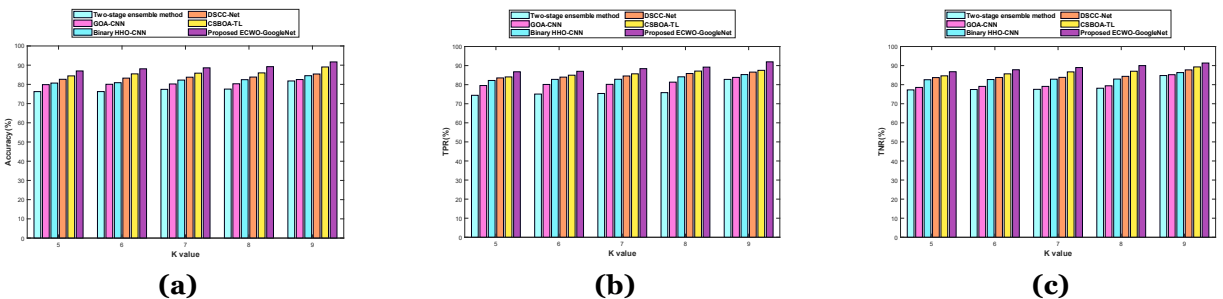 Two-stage ensemble method DSCC-Net
GOA-CNN CSBOA-TL
Binary HHO-CNN Proposed ECWO-GoogleNet
100
90
80
70
60
50
40
30
20
10
0
Accuracy(%)
5 6 7 8 9
K value
(a)
Two-stage ensemble method DSCC-Net
GOA-CNN CSBOA-TL
Binary HHO-CNN Proposed ECWO-GoogleNet
100
90
80
70
60
50
40
30
20
10
0
TPR(%)
5 6 7 8 9
K value
(b)
Two-stage ensemble method DSCC-Net
GOA-CNN CSBOA-TL
Binary HHO-CNN Proposed ECWO-GoogleNet
100
90
80
70
60
50
40
30
20
10
0
TNR(%)
5 6 7 8 9
K value
(c)